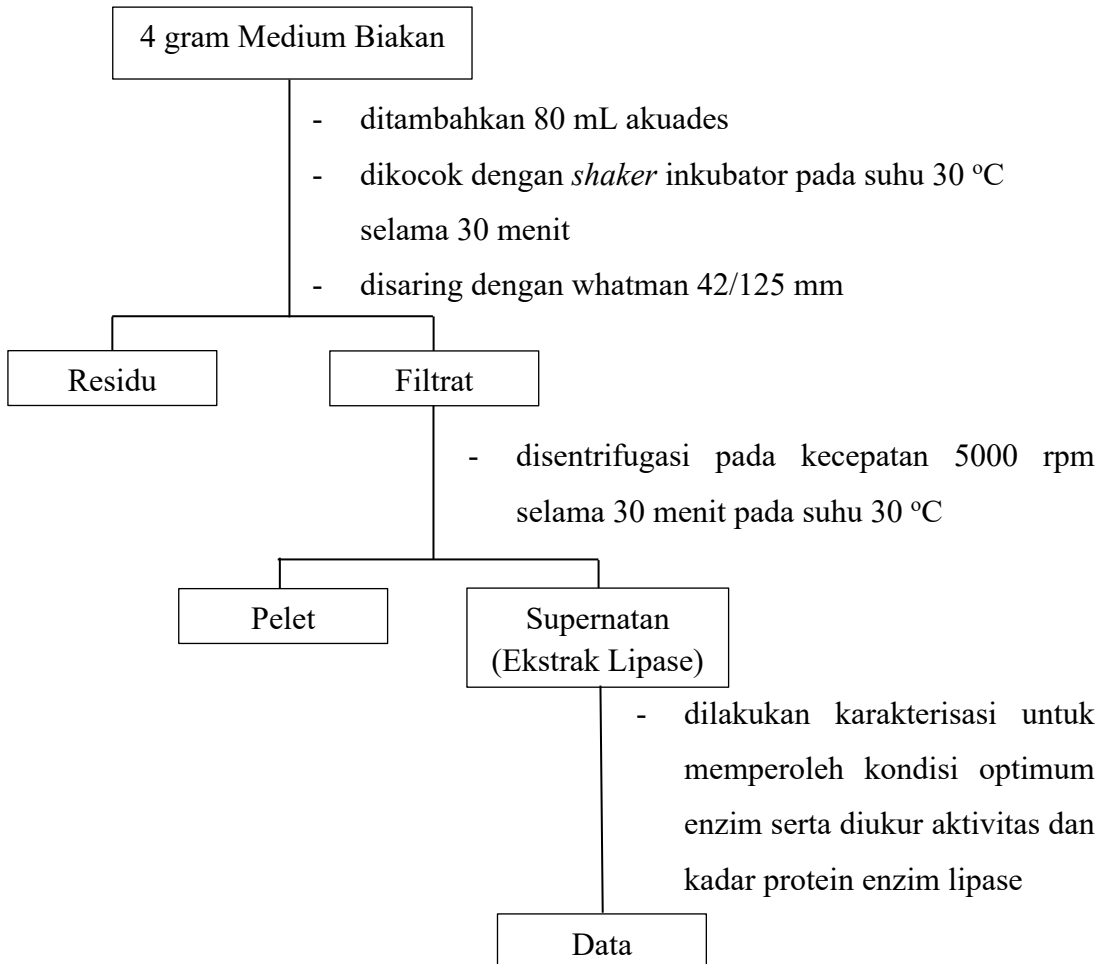 4 gram Medium Biakan
- ditambahkan 80 mL akuades
- dikocok dengan shaker inkubator pada suhu 30 °C
selama 30 menit
- disaring dengan whatman 42/125 mm
Residu
Filtrat
- disentrifugasi pada kecepatan 5000 rpm
selama 30 menit pada suhu 30 °C
Pelet
Supernatan
(Ekstrak Lipase)
- dilakukan karakterisasi untuk
memperoleh kondisi optimum
enzim serta diukur aktivitas dan
kadar protein enzim lipase
Data